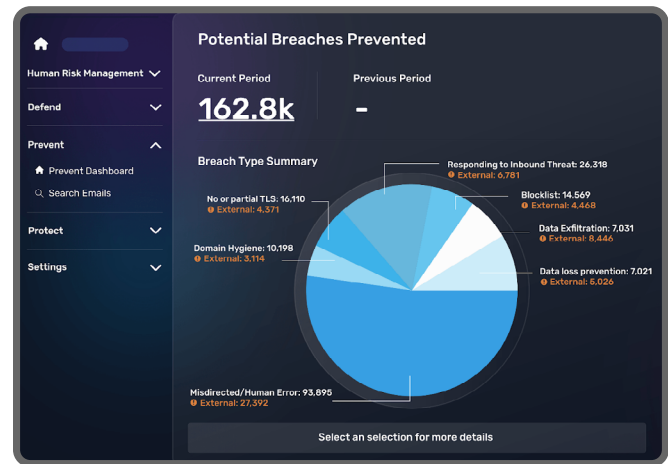 Potential Breaches Prevented
Human Risk Management
Defend
Prevent
Prevent Dashboard
Search Emails
Protect
Settings
Current Period
162.8k
Previous Period
-
Breach Type Summary
Responding to Inbound Threat: 26,318
External: 6,781
Blocklist: 14.569
External: 4,468
Data Exfiltration: 7,031
External: 8,446
Data loss prevention: 7,021
External: 5,026
No or partial TLS: 16,110
External: 4,371
Domain Hygiene: 10,198
External: 3,114
Misdirected/Human Error: 93,895
External: 27,392
Select an selection for more details